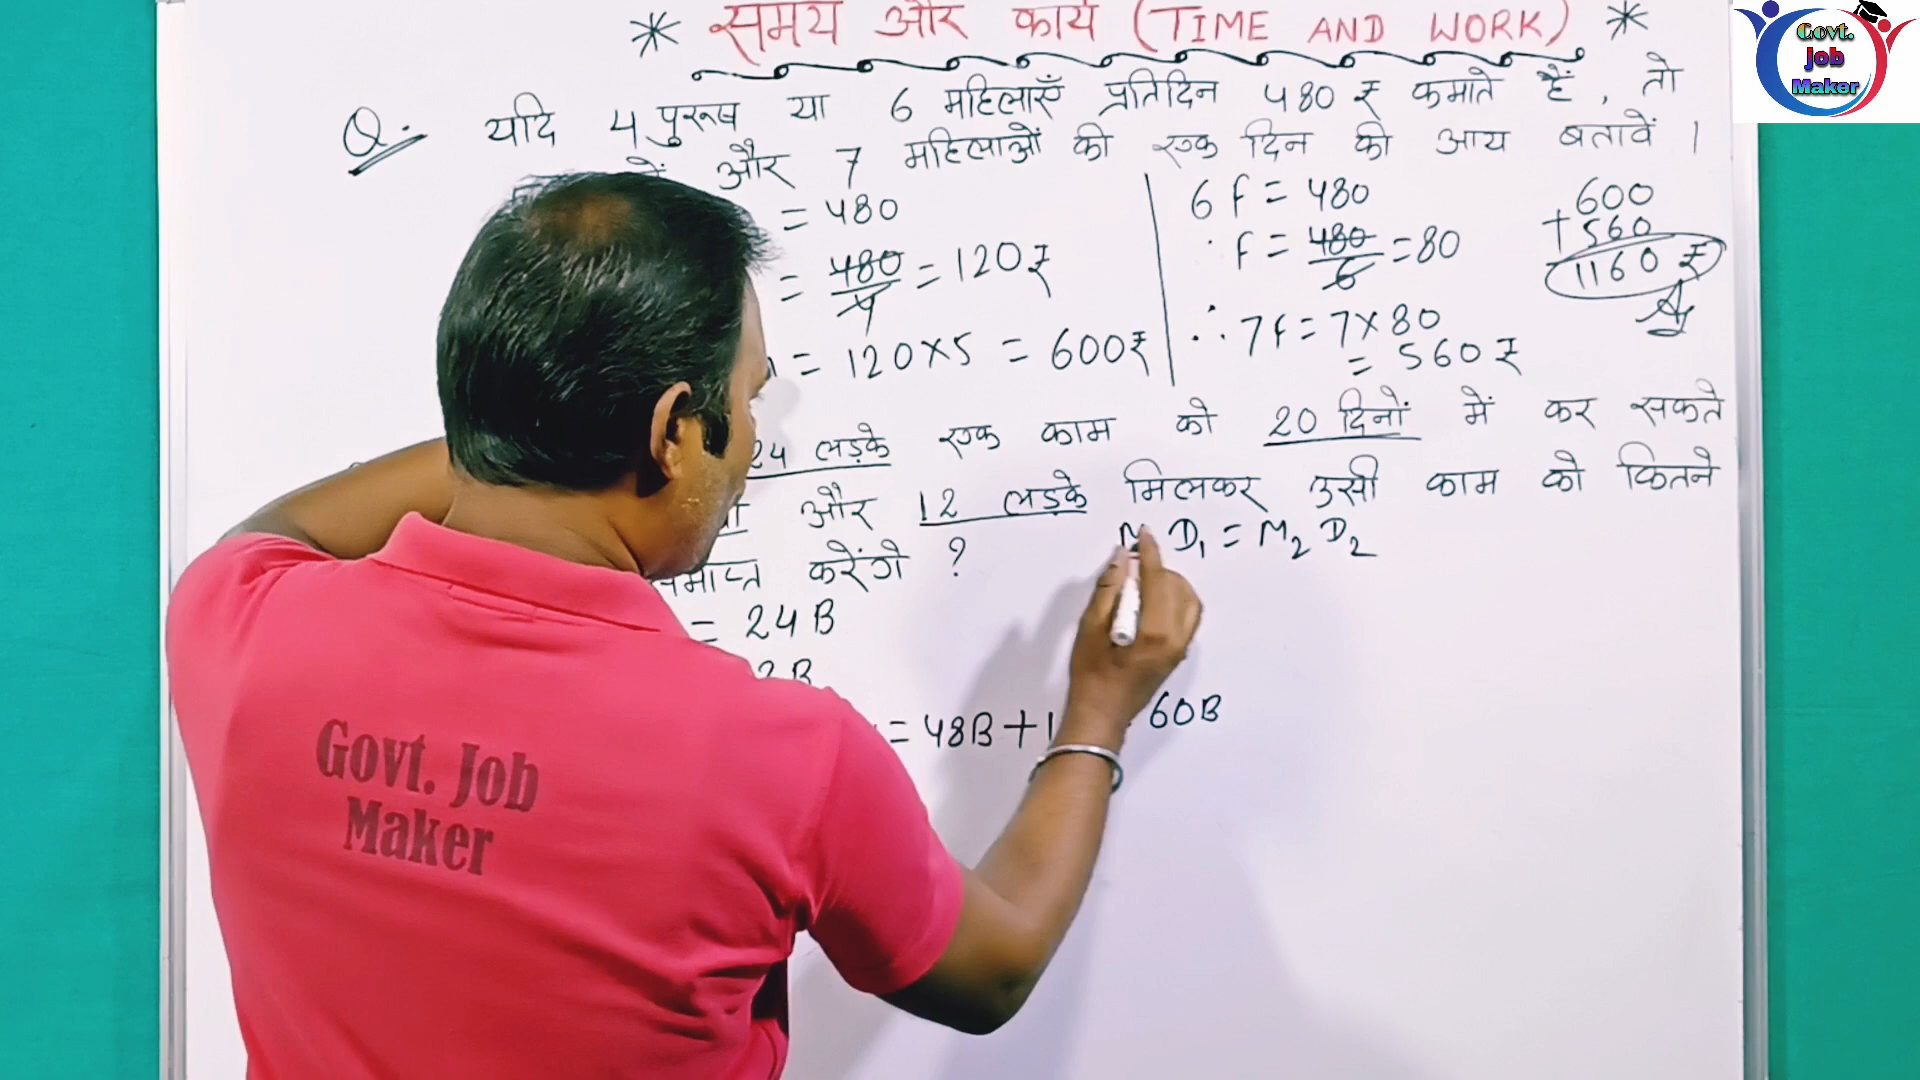 * समय और कार्य (TIME AND WORK) *
Govt.
Job
Maker
Q. यदि 4 पुरूष या 6 महिलाएँ प्रतिदिन 480 ₹ कमाते हैं, तो
और 7 महिलाओं की एक दिन की आय बतावें।
= 480
= 480/4 = 120 ₹
= 120 × 5 = 600 ₹
6 f = 480
f = 480/6 = 80
∴ 7 f = 7 × 80
= 560 ₹
600
+ 560
1160 ₹
24 लड़के एक काम को 20 दिनों में कर सकते
और 12 लड़के मिलकर उसी काम को कितने
समाप्त करेंगे ?
D₁ = M₂ D₂
= 24 B
2 B
= 48B + 1 60B
Govt. Job
Maker